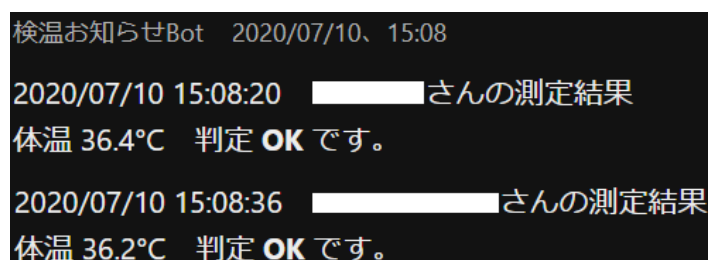 検温お知らせBot 2020/07/10、15:08
2020/07/10 15:08:20 さんの測定結果
体温 36.4°C 判定 OK です。
2020/07/10 15:08:36 さんの測定結果
体温 36.2°C 判定 OK です。